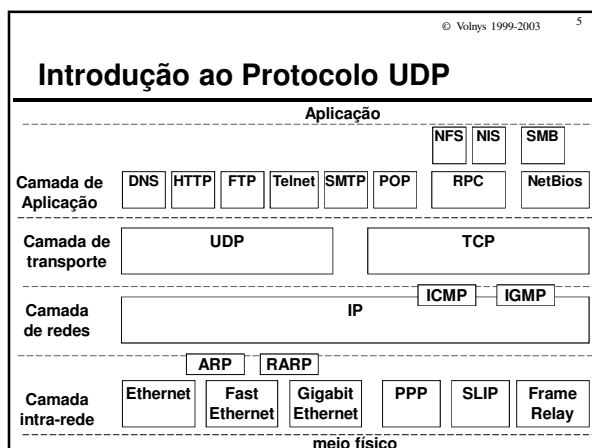 © Volnys 1999-2003 5
Introdução ao Protocolo UDP
Aplicação
NFS NIS SMB
Camada de Aplicação
DNS HTTP FTP Telnet SMTP POP RPC NetBios
Camada de transporte
UDP TCP
ICMP IGMP
Camada de redes
IP
ARP RARP
Camada intra-rede
Ethernet
Fast Ethernet
Gigabit Ethernet
PPP SLIP
Frame Relay
meio físico